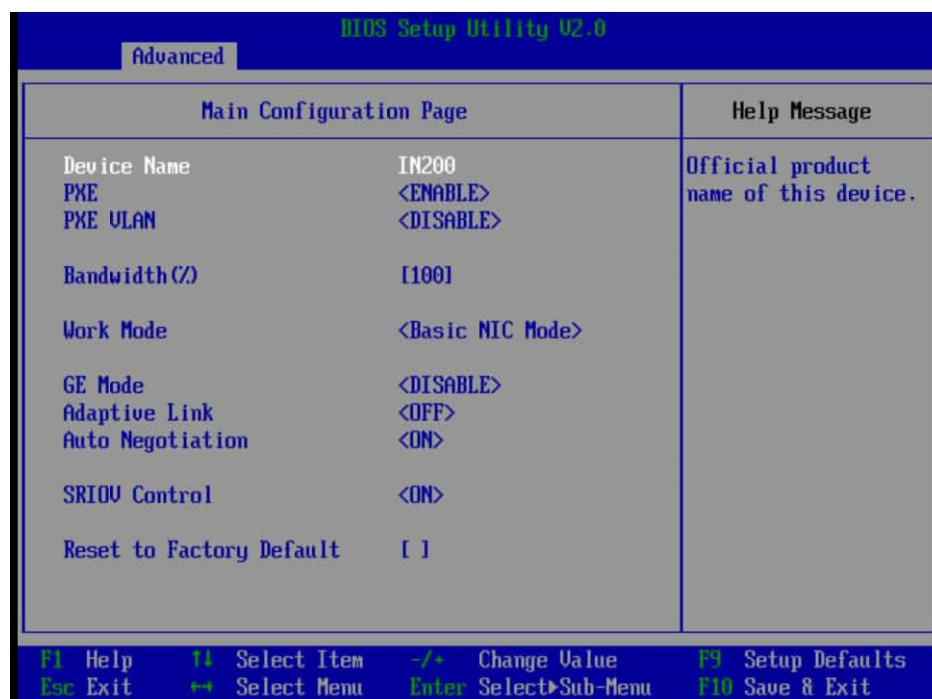 BIOS Setup Utility V2.0
Advanced
Main Configuration Page
Help Message
Device Name IN200
Official product
name of this device.
PXE <ENABLE>
PXE VLAN <DISABLE>
Bandwidth(%) [100]
Work Mode <Basic NIC Mode>
GE Mode <DISABLE>
Adaptive Link <OFF>
Auto Negotiation <ON>
SRIOV Control <ON>
Reset to Factory Default [ ]
F1 Help ↑↓ Select Item -/+ Change Value F9 Setup Defaults
Esc Exit ←→ Select Menu Enter Select▶Sub-Menu F10 Save & Exit